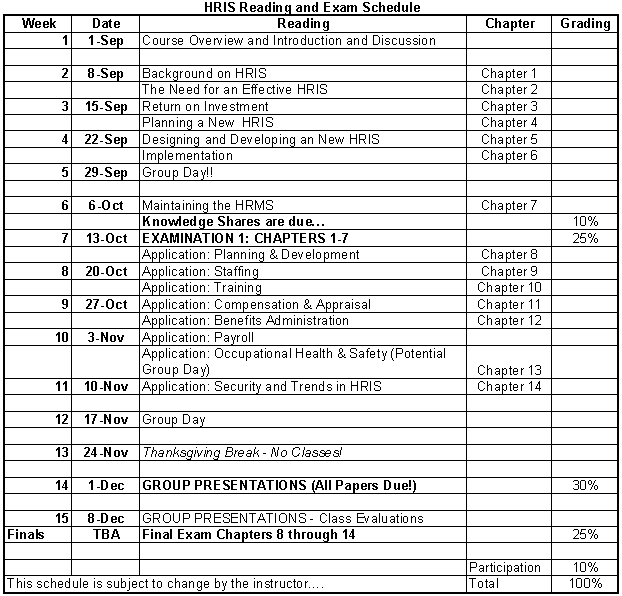 HRIS Reading and Exam Schedule
Week Date Reading Chapter Grading
1 1-Sep Course Overview and Introduction and Discussion
2 8-Sep Background on HRIS Chapter 1
The Need for an Effective HRIS Chapter 2
3 15-Sep Return on Investment Chapter 3
Planning a New HRIS Chapter 4
4 22-Sep Designing and Developing an New HRIS Chapter 5
Implementation Chapter 6
5 29-Sep Group Day!!
6 6-Oct Maintaining the HRMS Chapter 7
Knowledge Shares are due... 10%
7 13-Oct EXAMINATION 1: CHAPTERS 1-7 25%
Application: Planning & Development Chapter 8
8 20-Oct Application: Staffing Chapter 9
Application: Training Chapter 10
9 27-Oct Application: Compensation & Appraisal Chapter 11
Application: Benefits Administration Chapter 12
10 3-Nov Application: Payroll
Application: Occupational Health & Safety (Potential
Group Day) Chapter 13
11 10-Nov Application: Security and Trends in HRIS Chapter 14
12 17-Nov Group Day
13 24-Nov Thanksgiving Break - No Classes!
14 1-Dec GROUP PRESENTATIONS (All Papers Due!) 30%
15 8-Dec GROUP PRESENTATIONS - Class Evaluations
Finals TBA Final Exam Chapters 8 through 14 25%
Participation 10%
This schedule is subject to change by the instructor.... Total 100%